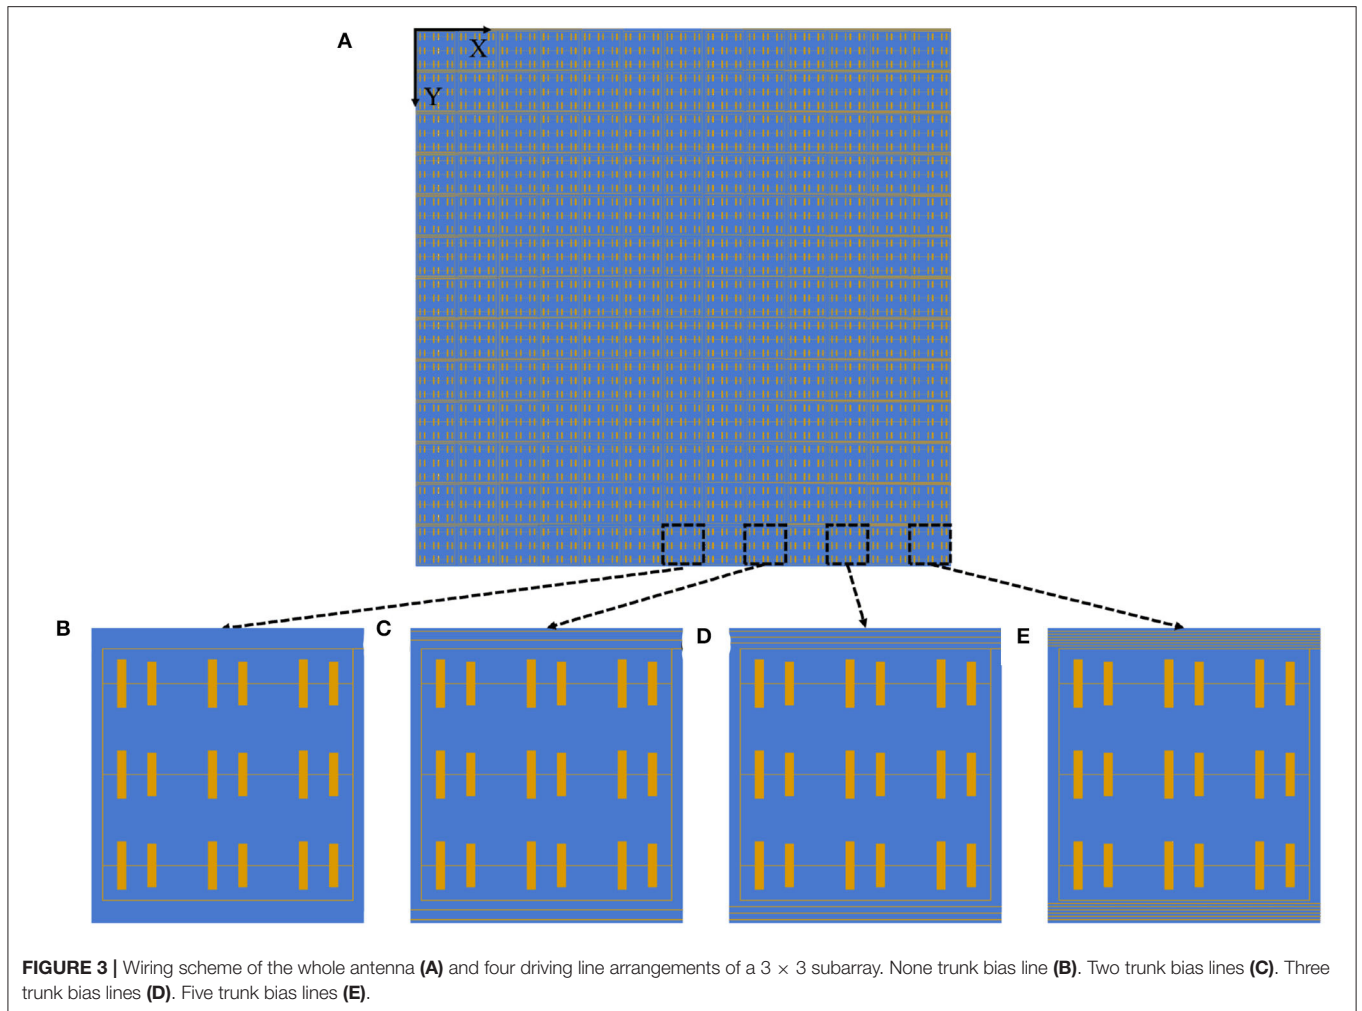 A
X
Y
B
C
D
E
FIGURE 3 | Wiring scheme of the whole antenna (A) and four driving line arrangements of a 3 × 3 subarray. None trunk bias line (B). Two trunk bias lines (C). Three
trunk bias lines (D). Five trunk bias lines (E).